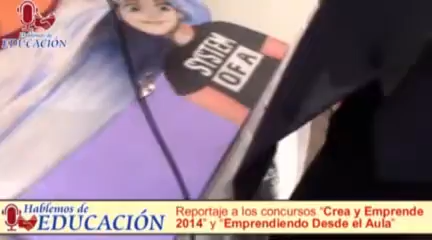 Hablemos de
EDUCACIÓN
SYSTEM
OF A
Hablemos de
EDUCACIÓN
Reportaje a los concursos "Crea y Emprende
2014" y "Emprendiendo Desde el Aula"